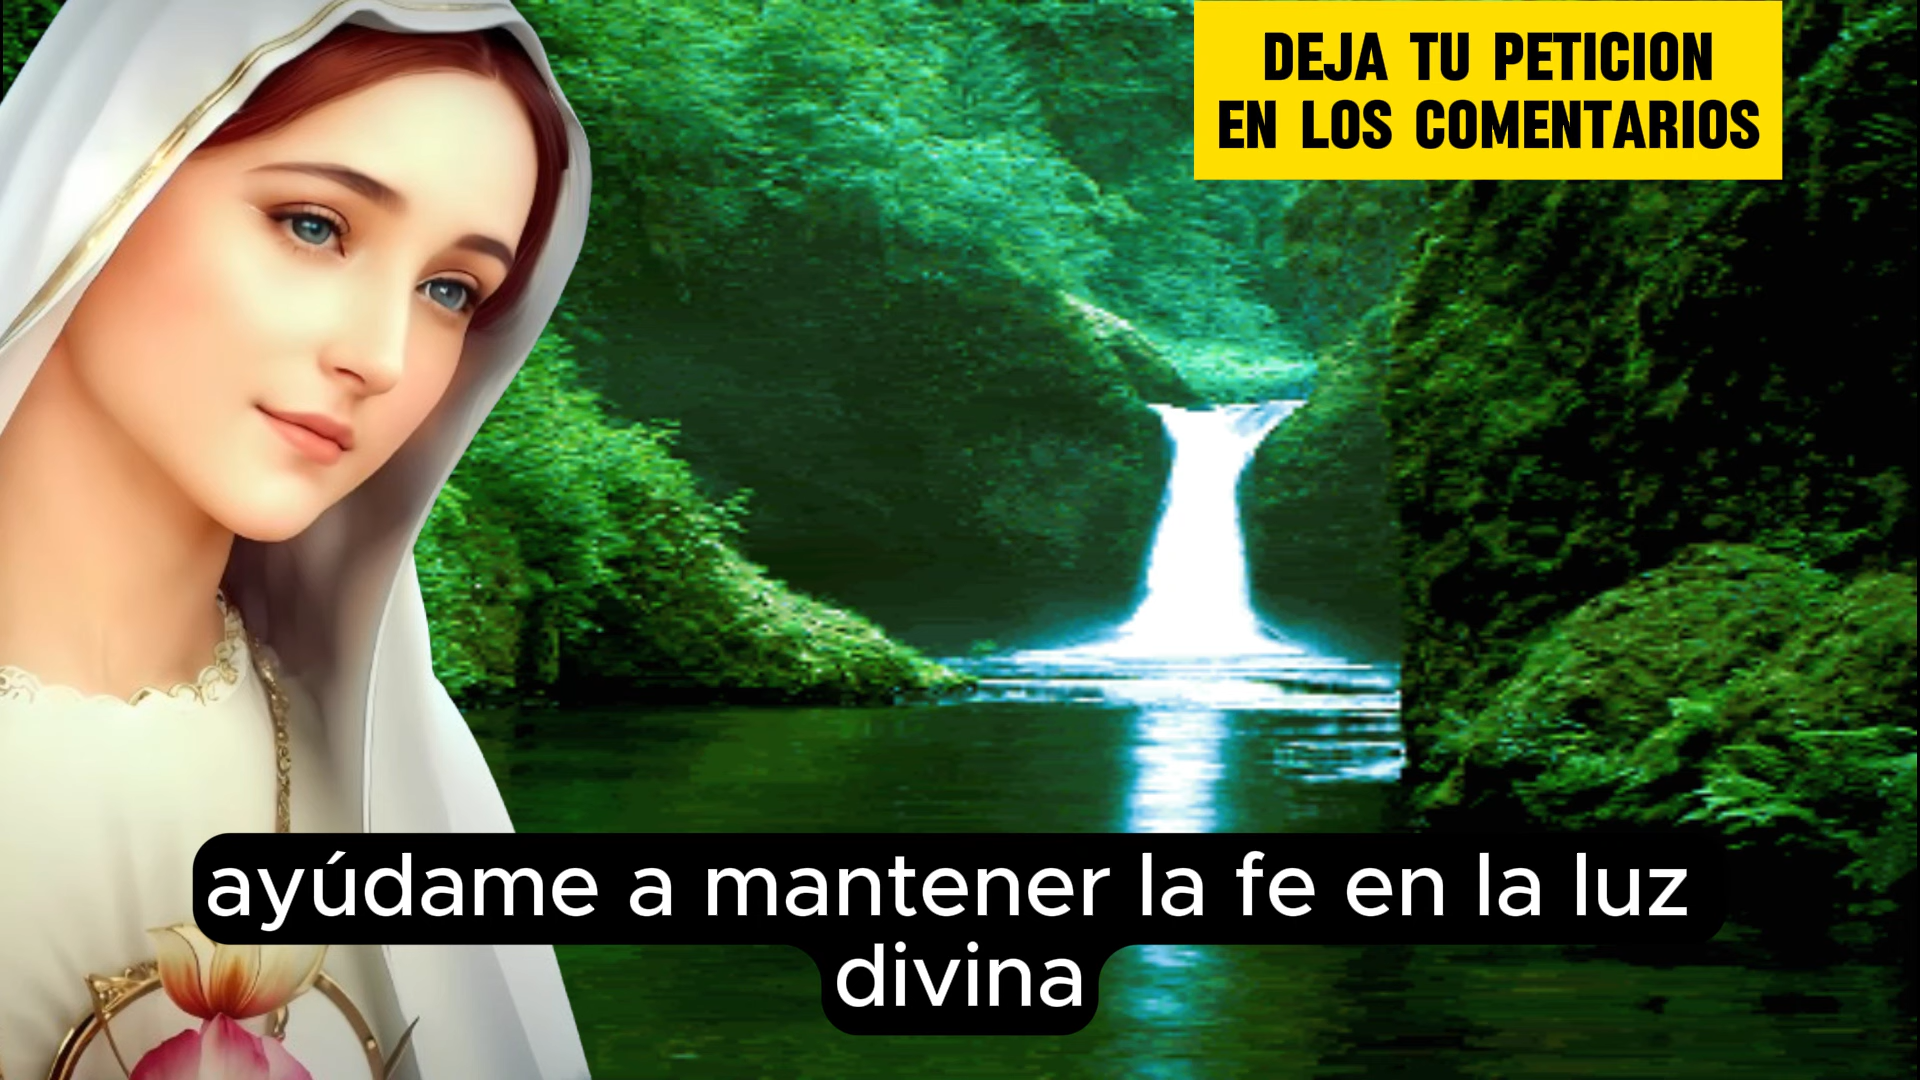 DEJA TU PETICION
EN LOS COMENTARIOS
ayúdame a mantener la fe en la luz
divina